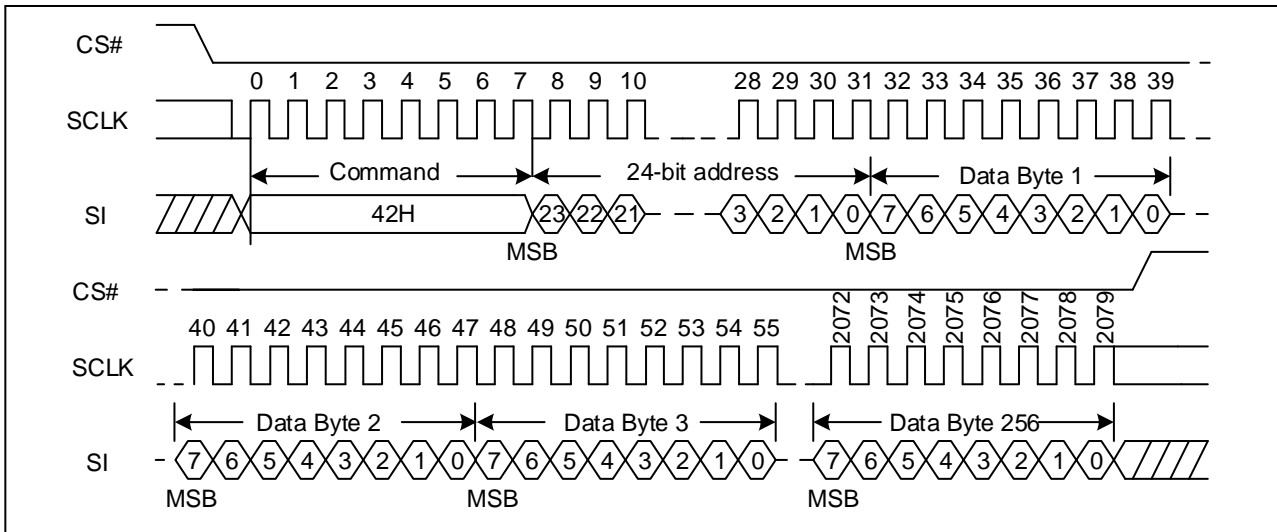 CS#
0 1 2 3 4 5 6 7 8 9 10 28 29 30 31 32 33 34 35 36 37 38 39
SCLK
Command 24-bit address Data Byte 1
SI 42H 23 22 21 3 2 1 0 7 6 5 4 3 2 1 0
MSB MSB
CS#
40 41 42 43 44 45 46 47 48 49 50 51 52 53 54 55 2072 2073 2074 2075 2076 2077 2078 2079
SCLK
Data Byte 2 Data Byte 3 Data Byte 256
SI 7 6 5 4 3 2 1 0 7 6 5 4 3 2 1 0 7 6 5 4 3 2 1 0
MSB MSB MSB